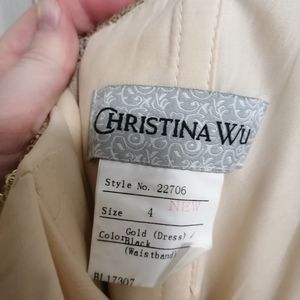 CHRISTINA WU
Style No. 22706
NEW
Size 4
Gold (Dress) ✓
Color Black
(Waistband)
BL17307